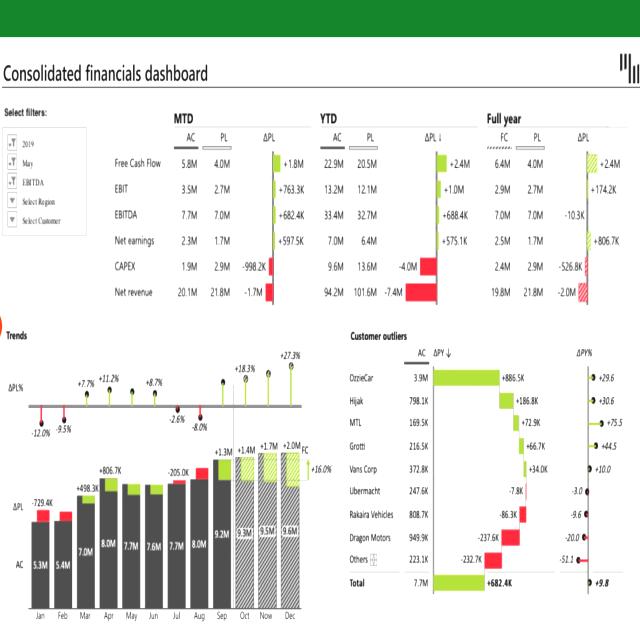 Consolidated financials dashboard
Select filters:
2019
May
EBITDA
Select Region
Select Customer
MTD YTD Full year
AC PL ΔPL AC PL ΔPL ↓ FC PL ΔPL
Free Cash Flow 5.8M 4.0M +1.8M 22.9M 20.5M +2.4M 6.4M 4.0M +2.4M
EBIT 3.5M 2.7M +763.3K 13.2M 12.1M +1.0M 2.9M 2.7M +174.2K
EBITDA 7.7M 7.0M +682.4K 33.4M 32.7M +688.4K 7.0M 7.0M -10.3K
Net earnings 2.3M 1.7M +597.5K 7.0M 6.4M +575.1K 2.5M 1.7M +806.7K
CAPEX 1.9M 2.9M -998.2K 9.6M 13.6M -4.0M 2.4M 2.9M -526.8K
Net revenue 20.1M 21.8M -1.7M 94.2M 101.6M -7.4M 19.8M 21.8M -2.0M
Trends
ΔPL%
-12.0% -9.5% +7.7% +11.2% +8.7% -2.6% -8.0% +18.3% +27.3%
ΔPL
-729.4K +498.3K +806.7K -205.0K +1.3M +1.4M +1.7M +2.0M FC
+16.0%
AC
5.3M 5.4M 7.0M 8.0M 7.7M 7.6M 7.7M 8.0M 9.2M 9.3M 9.5M 9.6M
Jan Feb Mar Apr May Jun Jul Aug Sep Oct Nov Dec
Customer outliers
AC ΔPY ↓ ΔPY%
OzzieCar 3.9M +886.5K +29.6
Hijak 798.1K +186.8K +30.6
MTL 169.5K +72.9K +75.5
Grotti 216.5K +66.7K +44.5
Vans Corp 372.8K +34.0K +10.0
Ubermacht 247.6K -7.8K -3.0
Rakaira Vehicles 808.7K -86.3K -9.6
Dragon Motors 949.9K -237.6K -20.0
Others 223.1K -232.7K -51.1
Total 7.7M +682.4K +9.8